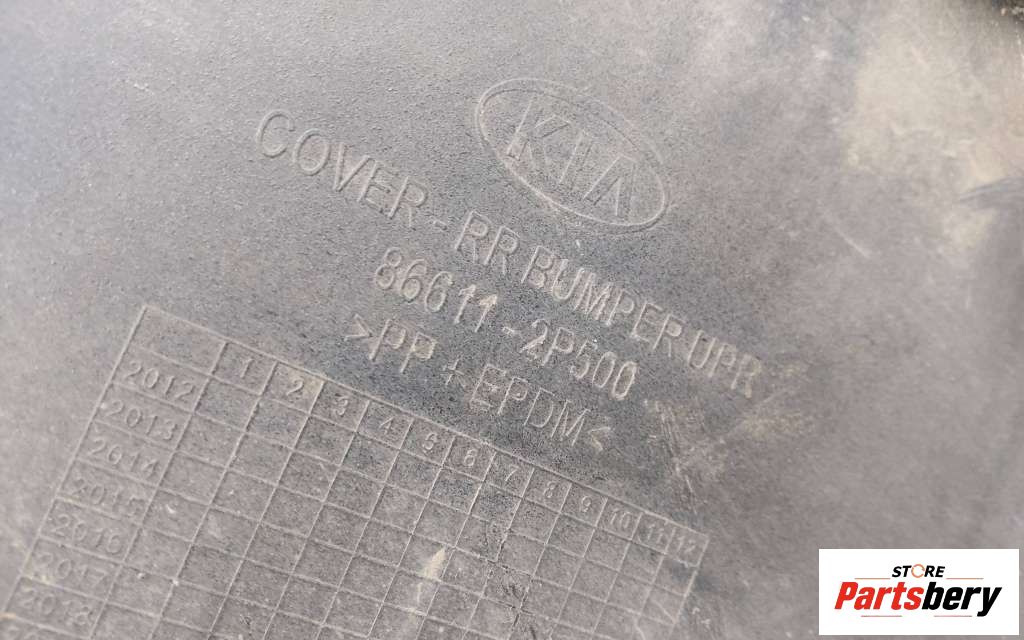 KIA
COVER - RR BUMPER UPR
86611 - 2P500
>PP + EPDM<
1 2 3 4 5 6 7 8 9 10 11 12
2012
2013
2014
2015
2016
2017
2018
STORE
Partsbery